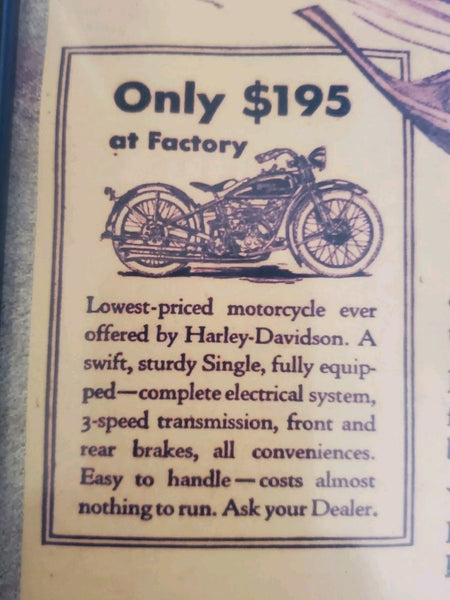 Only $195
at Factory
Lowest-priced motorcycle ever
offered by Harley-Davidson. A
swift, sturdy Single, fully equip-
ped—complete electrical system,
3-speed transmission, front and
rear brakes, all conveniences.
Easy to handle—costs almost
nothing to run. Ask your Dealer.